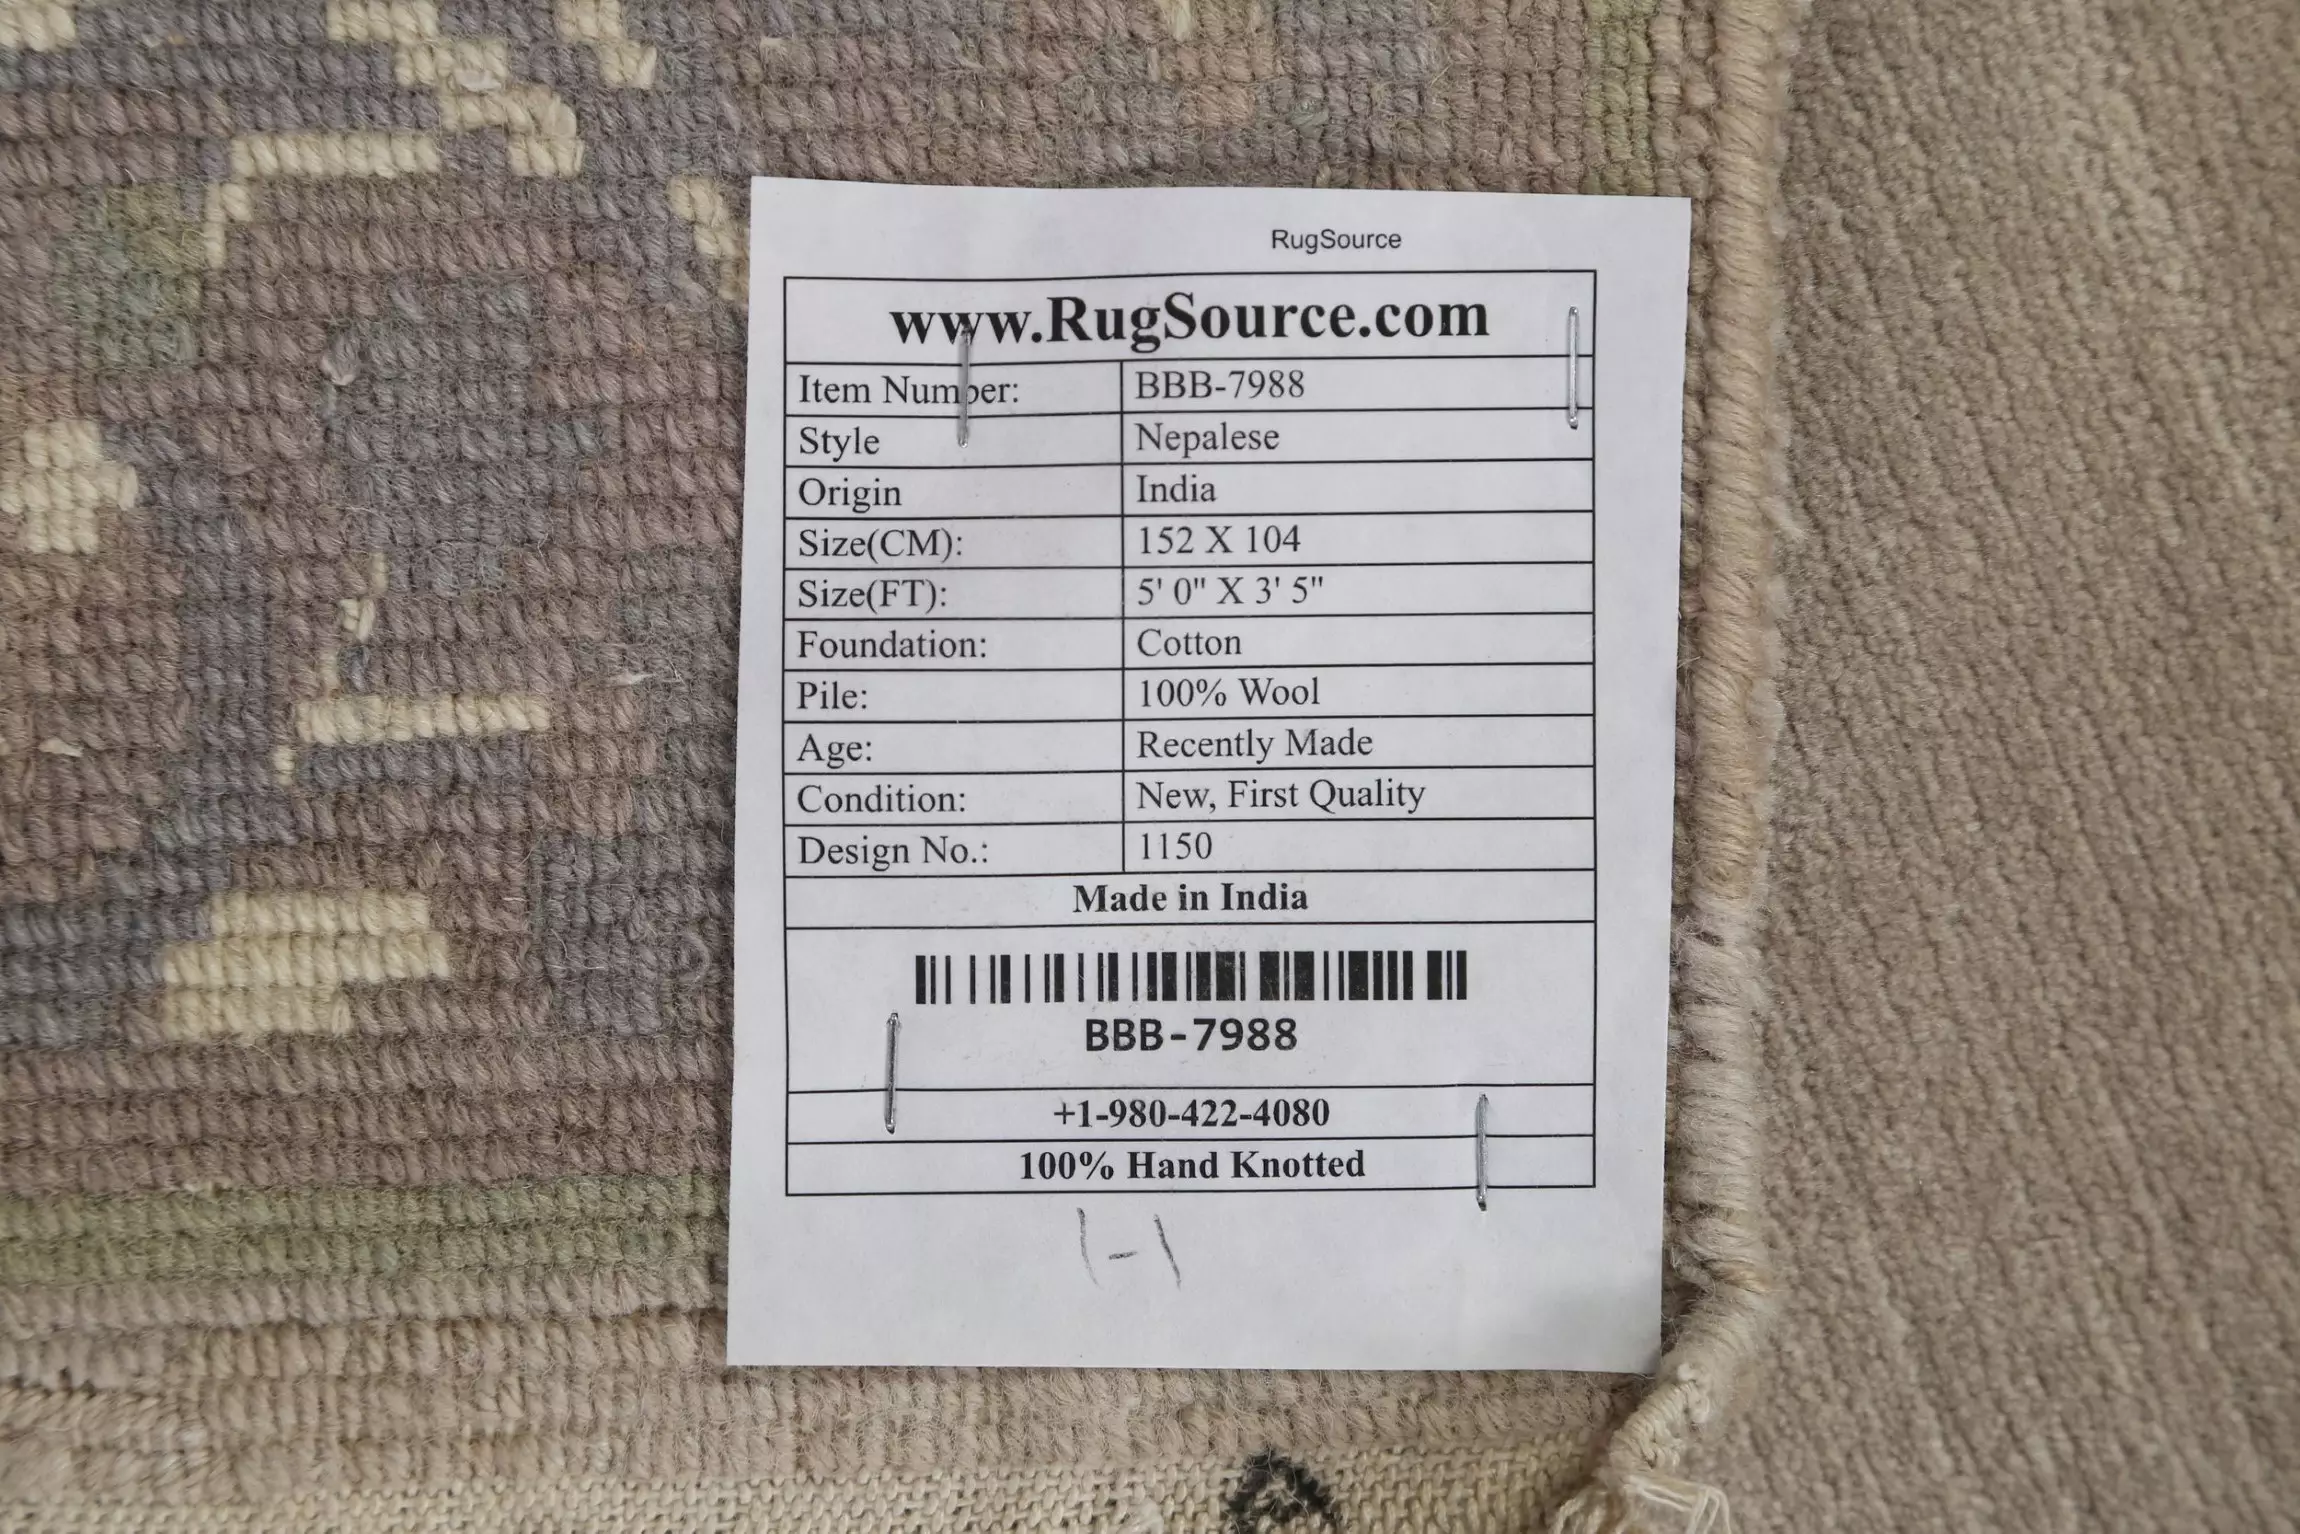 RugSource
www.RugSource.com
Item Number: BBB-7988
Style Nepalese
Origin India
Size(CM): 152 X 104
Size(FT): 5' 0" X 3' 5"
Foundation: Cotton
Pile: 100% Wool
Age: Recently Made
Condition: New, First Quality
Design No.: 1150
Made in India
BBB-7988
+1-980-422-4080
100% Hand Knotted
1-1